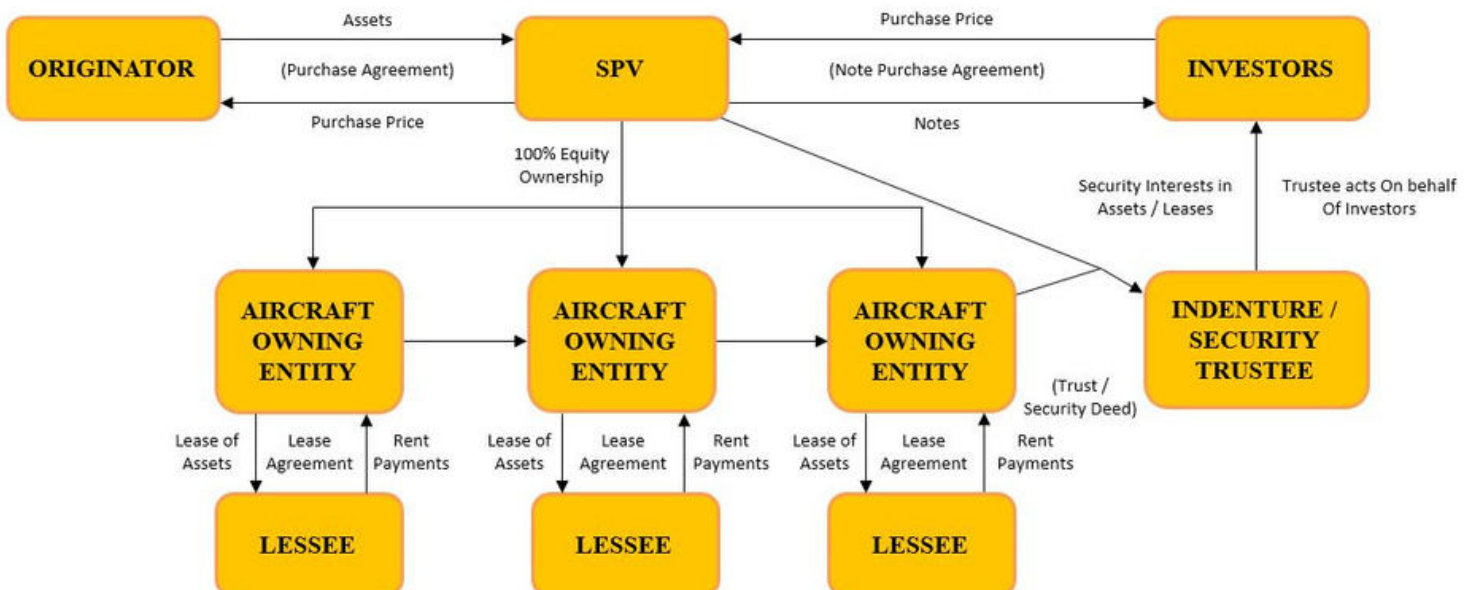 Assets
Purchase Price
ORIGINATOR
(Purchase Agreement)
SPV
(Note Purchase Agreement)
INVESTORS
Purchase Price
Notes
100% Equity
Ownership
Security Interests in
Assets / Leases
Trustee acts On behalf
Of Investors
AIRCRAFT
OWNING
ENTITY
AIRCRAFT
OWNING
ENTITY
AIRCRAFT
OWNING
ENTITY
INDENTURE /
SECURITY
TRUSTEE
(Trust /
Security Deed)
Lease of
Assets
Lease
Agreement
Rent
Payments
Lease of
Assets
Lease
Agreement
Rent
Payments
Lease of
Assets
Lease
Agreement
Rent
Payments
LESSEE
LESSEE
LESSEE